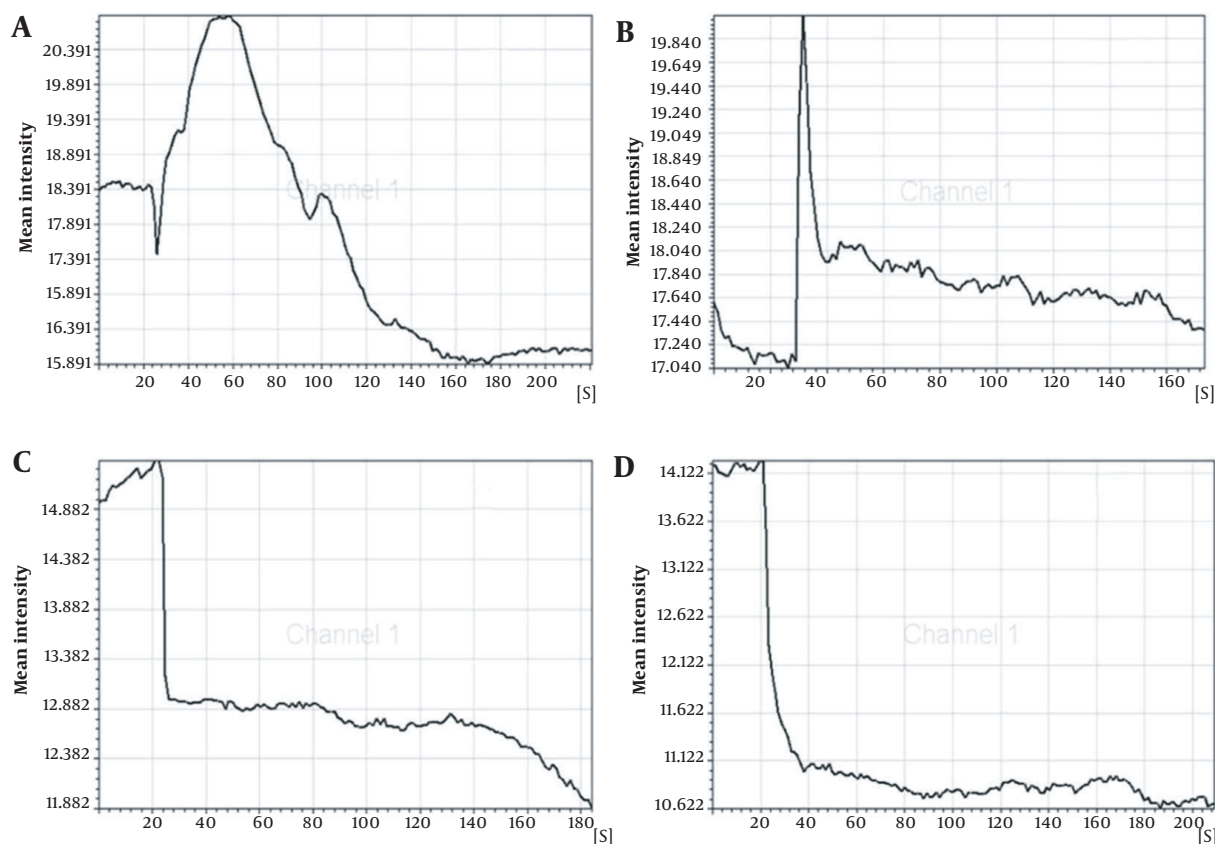 A
Mean intensity
20.391
19.891
19.391
18.891
18.391
17.891
17.391
15.891
16.391
15.891
Channel 1
20 40 60 80 100 120 140 160 180 200
[S]
B
Mean intensity
19.840
19.649
19.440
19.240
19.049
18.849
18.640
18.440
18.240
18.040
17.840
17.640
17.440
17.240
17.040
Channel 1
20 40 60 80 100 120 140 160
[S]
C
Mean intensity
14.882
14.382
13.882
13.382
12.882
12.382
11.882
Channel 1
20 40 60 80 100 120 140 160 180
[S]
D
Mean intensity
14.122
13.622
13.122
12.622
12.122
11.622
11.122
10.622
Channel 1
20 40 60 80 100 120 140 160 180 200
[S]